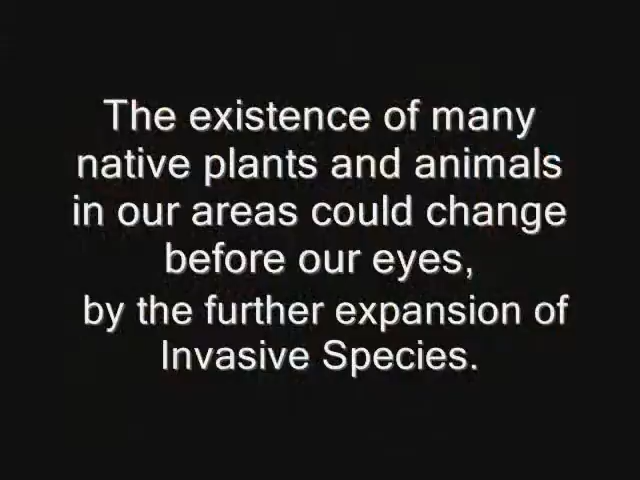 The existence of many
native plants and animals
in our areas could change
before our eyes,
by the further expansion of
Invasive Species.